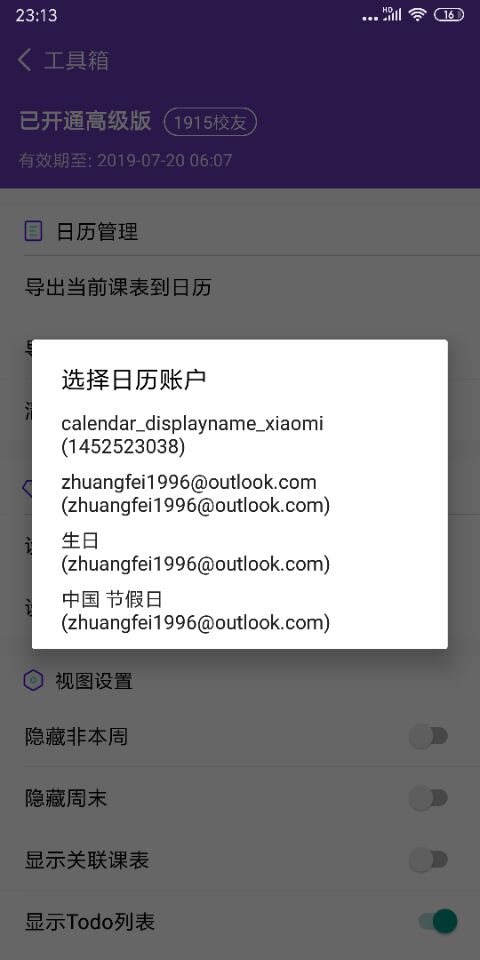 23:13
HD
16
工具箱
已开通高级版 1915校友
有效期至: 2019-07-20 06:07
日历管理
导出当前课表到日历
选择日历账户
calendar_displayname_xiaomi
(1452523038)
zhuangfei1996@outlook.com
(zhuangfei1996@outlook.com)
生日
(zhuangfei1996@outlook.com)
中国 节假日
(zhuangfei1996@outlook.com)
视图设置
隐藏非本周
隐藏周末
显示关联课表
显示Todo列表